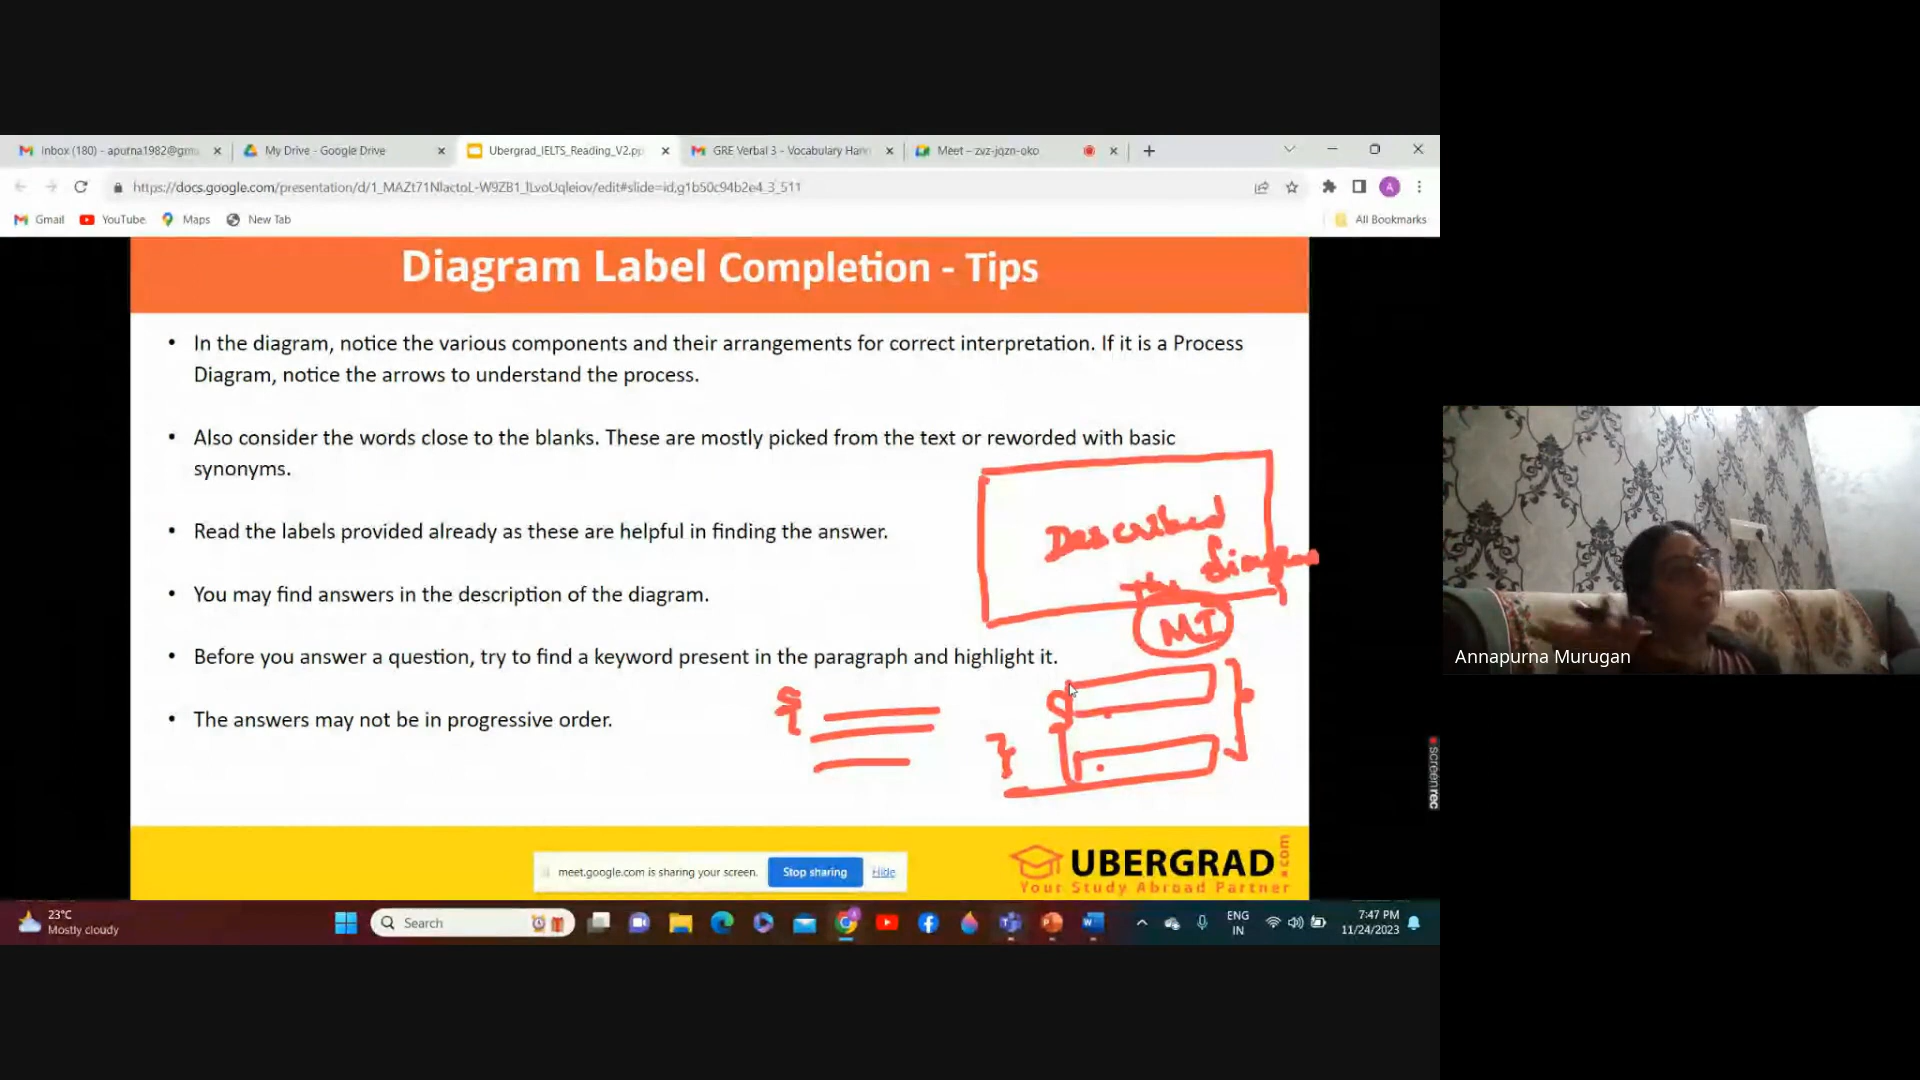 Inbox (180) - apurna1982@gm
My Drive - Google Drive
Ubergrad_IELTS_Reading_V2.pp
GRE Verbal 3 - Vocabulary Han
Meet – zvz-jqzn-oko
https://docs.google.com/presentation/d/1_MAZt71NlactoL-W9ZB1_lLvoUqleiov/edit#slide=id.g1b50c94b2e4_3_511
Gmail
YouTube
Maps
New Tab
All Bookmarks
Diagram Label Completion - Tips
• In the diagram, notice the various components and their arrangements for correct interpretation. If it is a Process
Diagram, notice the arrows to understand the process.
• Also consider the words close to the blanks. These are mostly picked from the text or reworded with basic
synonyms.
• Read the labels provided already as these are helpful in finding the answer.
Described
the diagram
• You may find answers in the description of the diagram.
MI
• Before you answer a question, try to find a keyword present in the paragraph and highlight it.
• The answers may not be in progressive order.
Annapurna Murugan
screenrec
meet.google.com is sharing your screen.
Stop sharing
Hide
UBERGRAD.com
Your Study Abroad Partner
23°C
Mostly cloudy
Search
ENG
IN
7:47 PM
11/24/2023